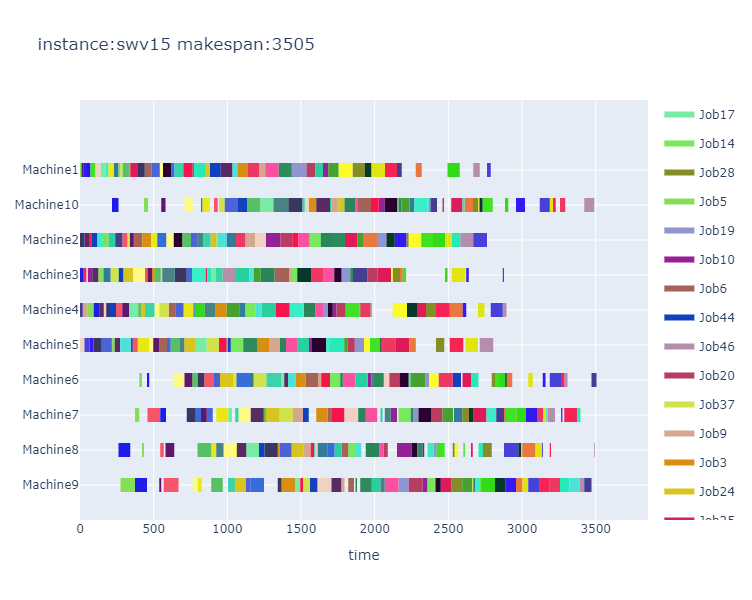 instance:swv15 makespan:3505
Machine1
Machine10
Machine2
Machine3
Machine4
Machine5
Machine6
Machine7
Machine8
Machine9
0 500 1000 1500 2000 2500 3000 3500
time
Job17
Job14
Job28
Job5
Job19
Job10
Job6
Job44
Job46
Job20
Job37
Job9
Job3
Job24
Job25